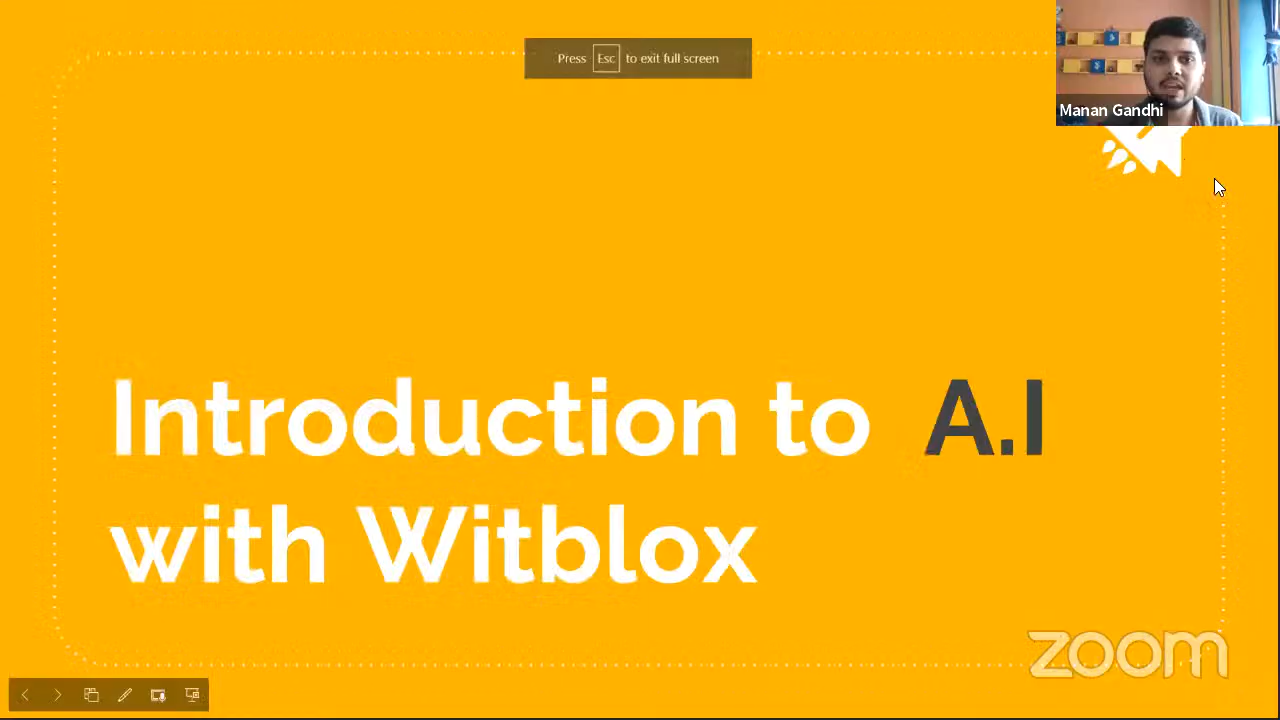 Press Esc to exit full screen
Manan Gandhi
Introduction to A.I
with Witblox
zoom